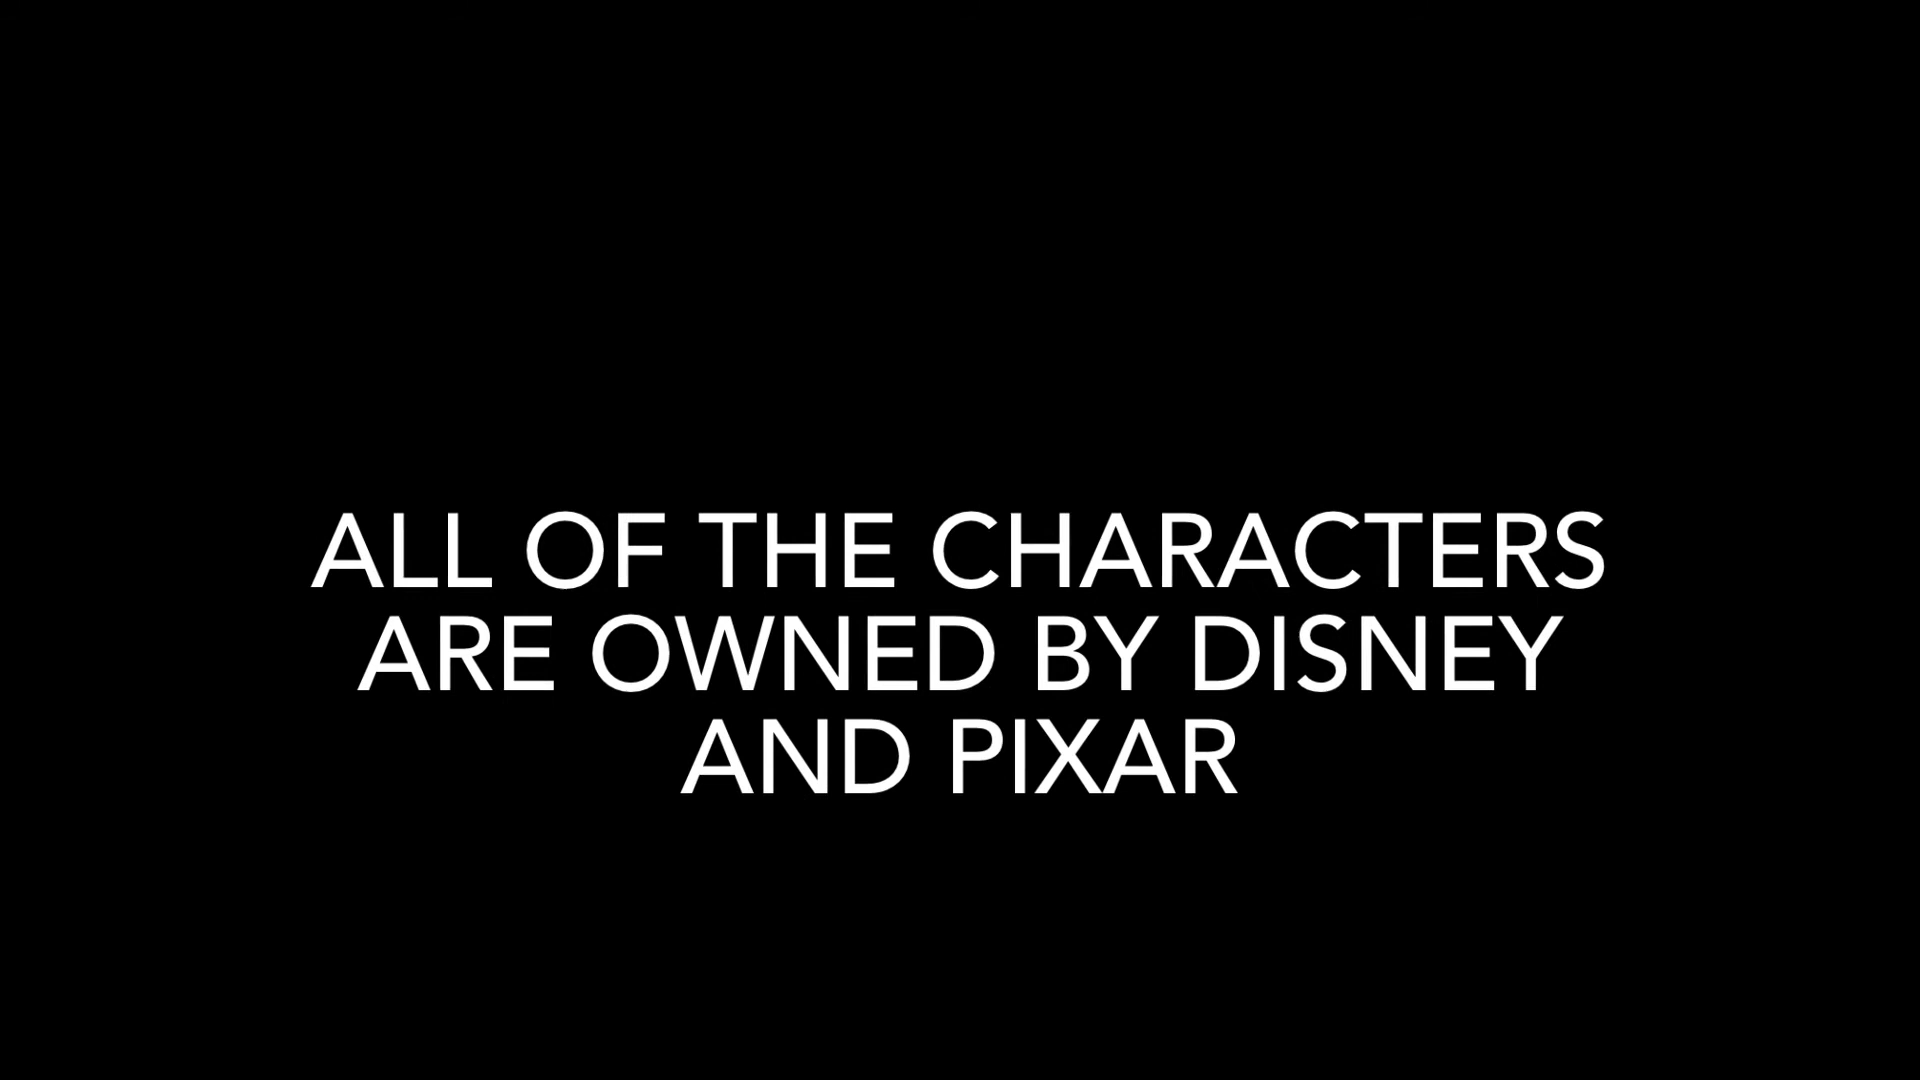 ALL OF THE CHARACTERS
ARE OWNED BY DISNEY
AND PIXAR